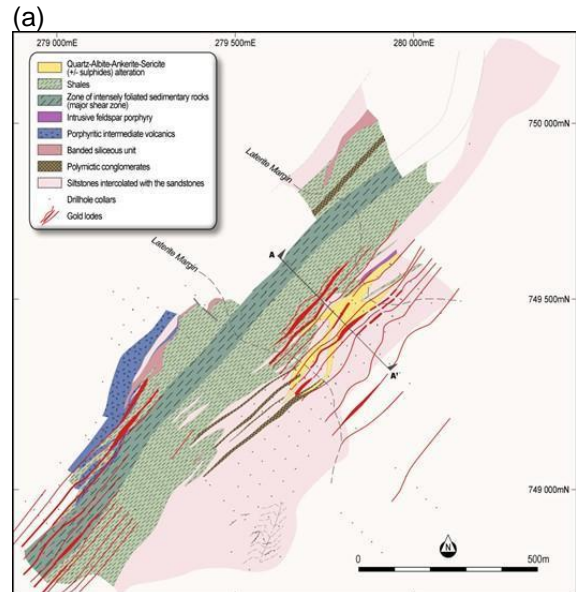 (a)
279 000mE
279 500mE
280 000mE
Quartz-Albite-Ankerite-Sericite
(+/- sulphides) alteration
Shales
Zone of intensely foliated sedimentary rocks
(major shear zone)
Intrusive feldspar porphyry
Porphyritic intermediate volcanics
Banded siliceous unit
Polymictic conglomerates
Siltstones intercolated with the sandstones
Drillhole collars
Gold lodes
750 000mN
Laterite Margin
Laterite Margin
A
749 500mN
A'
749 000mN
N
0
500m